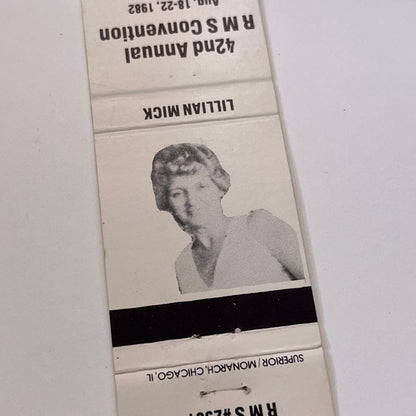 42nd Annual
R M S Convention
Aug. 18-22, 1982
LILLIAN MICK
SUPERIOR / MONARCH, CHICAGO, IL
R M S